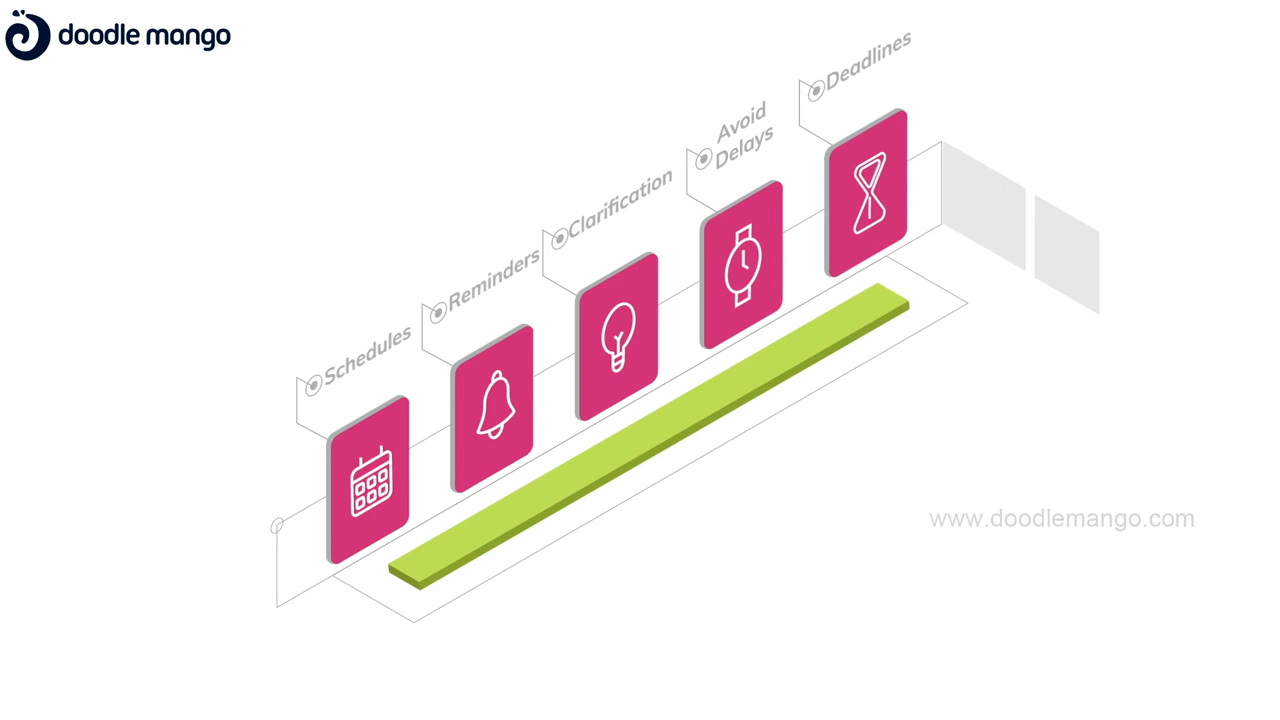 doodle mango
Deadlines
Avoid
Delays
Clarification
Reminders
Schedules
www.doodlemango.com